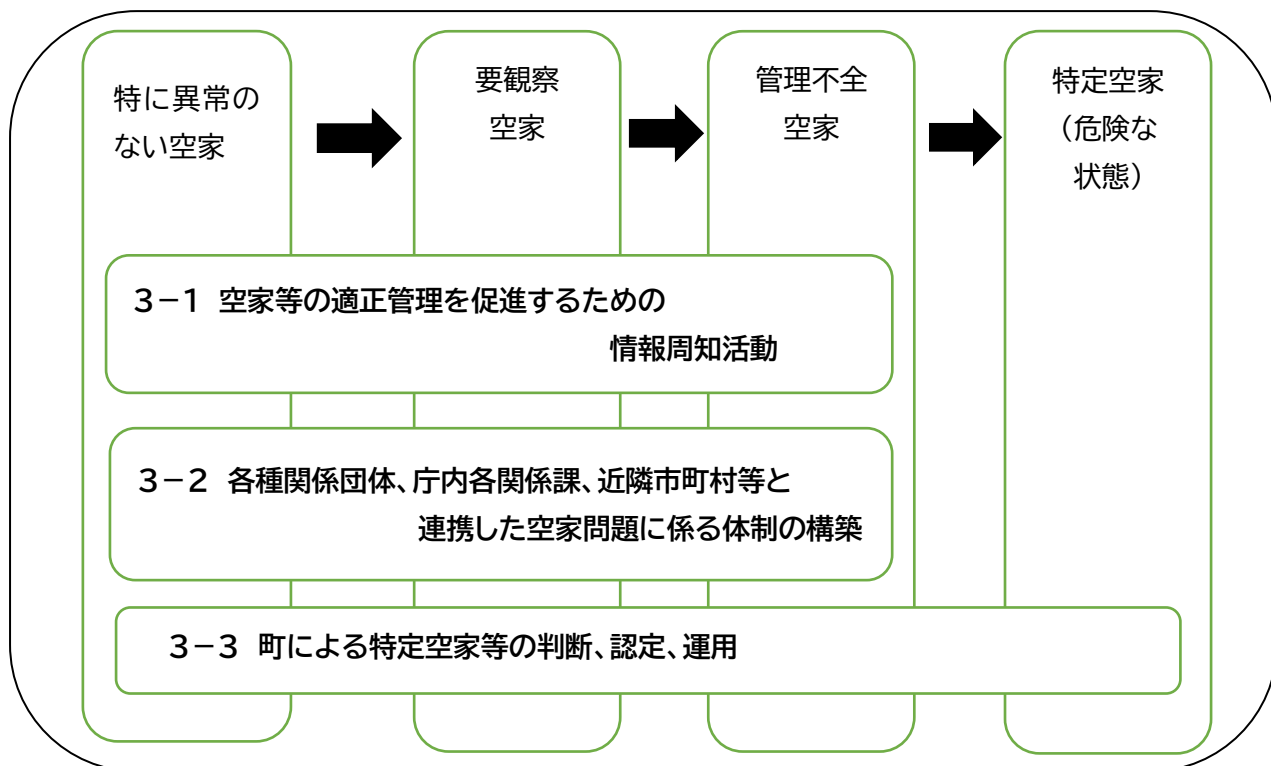 特に異常の
ない空家
要観察
空家
管理不全
空家
特定空家
（危険な
状態）
３－１ 空家等の適正管理を促進するための
情報周知活動
３－２ 各種関係団体、庁内各関係課、近隣市町村等と
連携した空家問題に係る体制の構築
３－３ 町による特定空家等の判断、認定、運用